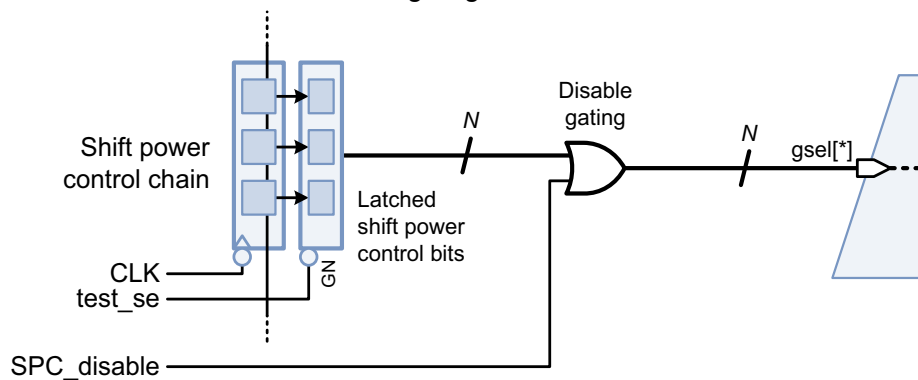 Disable
gating
N
N
gsel[*]
Shift power
control chain
Latched
shift power
control bits
GN
CLK
test_se
SPC_disable